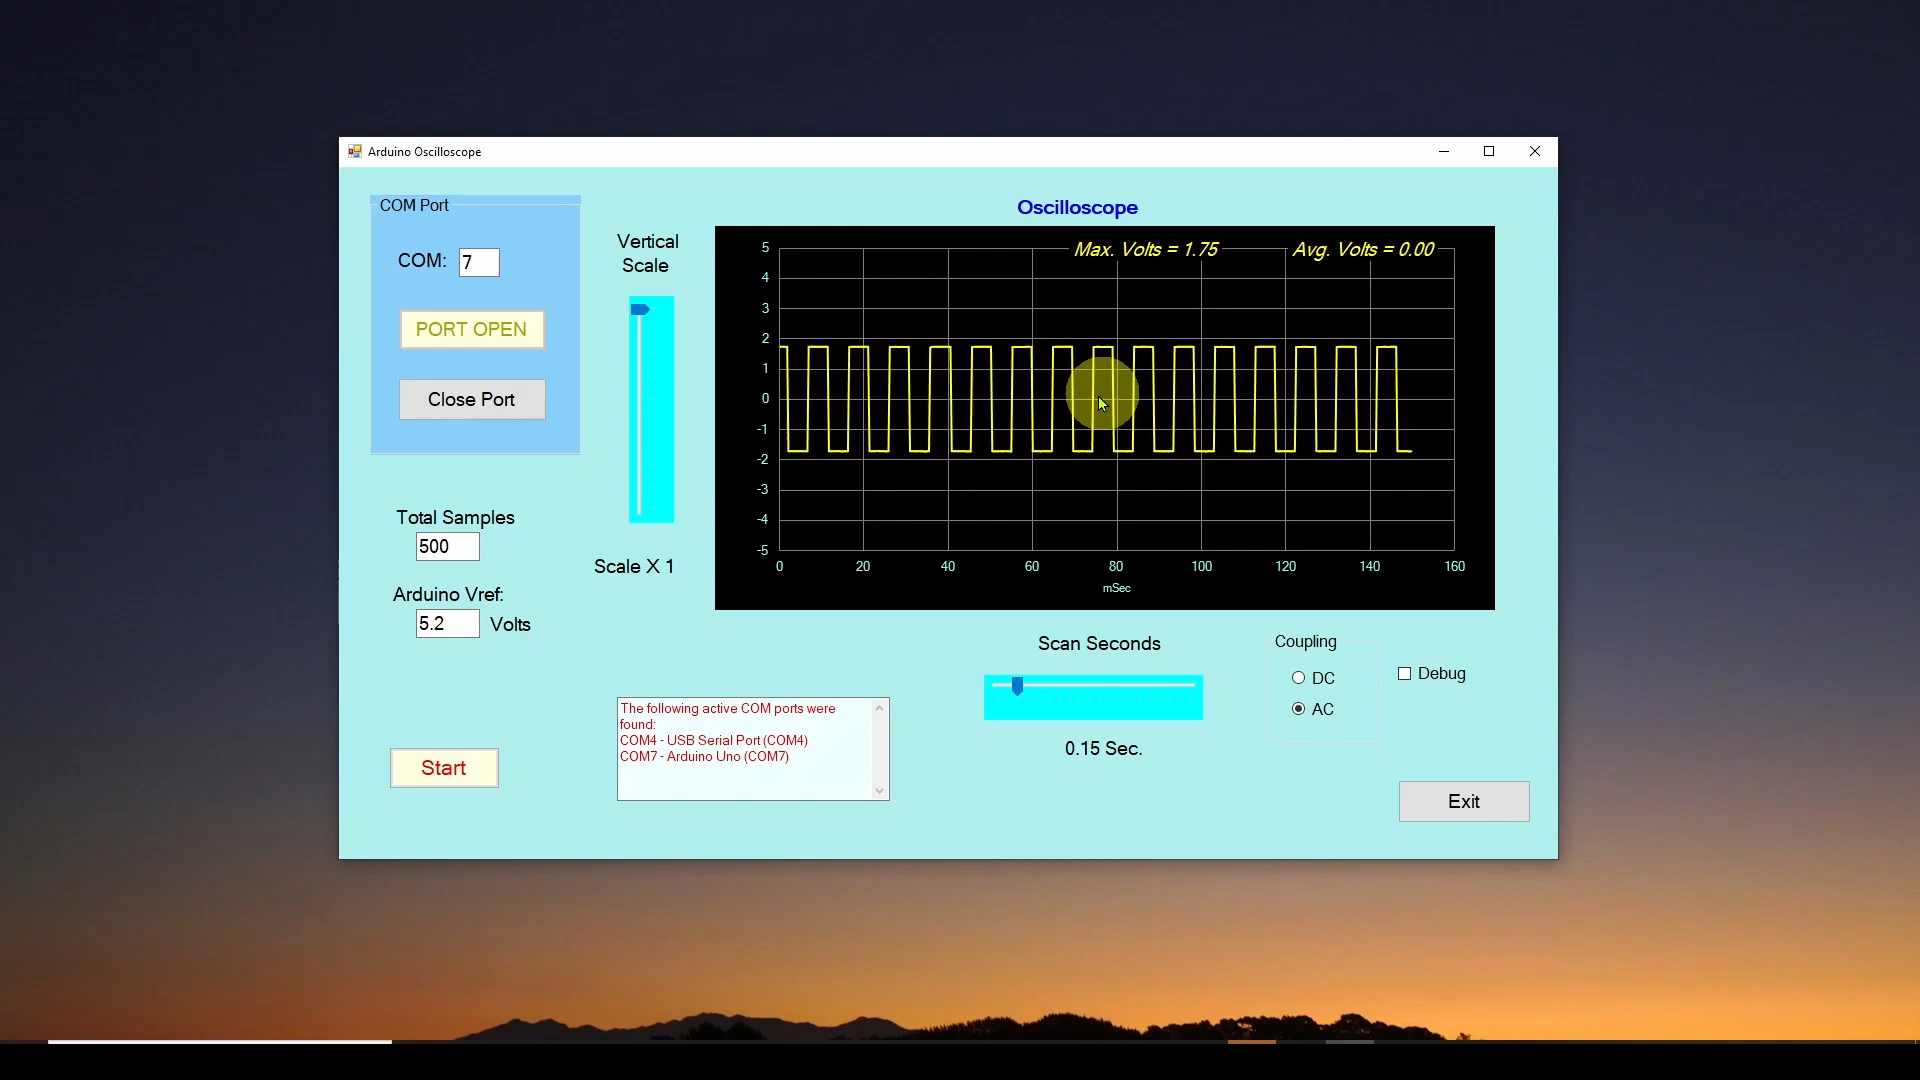 Arduino Oscilloscope
COM Port
COM: 7
PORT OPEN
Close Port
Total Samples
500
Arduino Vref:
5.2 Volts
Start
Vertical
Scale
Scale X 1
Oscilloscope
Max. Volts = 1.75 Avg. Volts = 0.00
5
4
3
2
1
0
-1
-2
-3
-4
-5
0 20 40 60 80 100 120 140 160
mSec
The following active COM ports were
found:
COM4 - USB Serial Port (COM4)
COM7 - Arduino Uno (COM7)
Scan Seconds
0.15 Sec.
Coupling
DC
AC
Debug
Exit